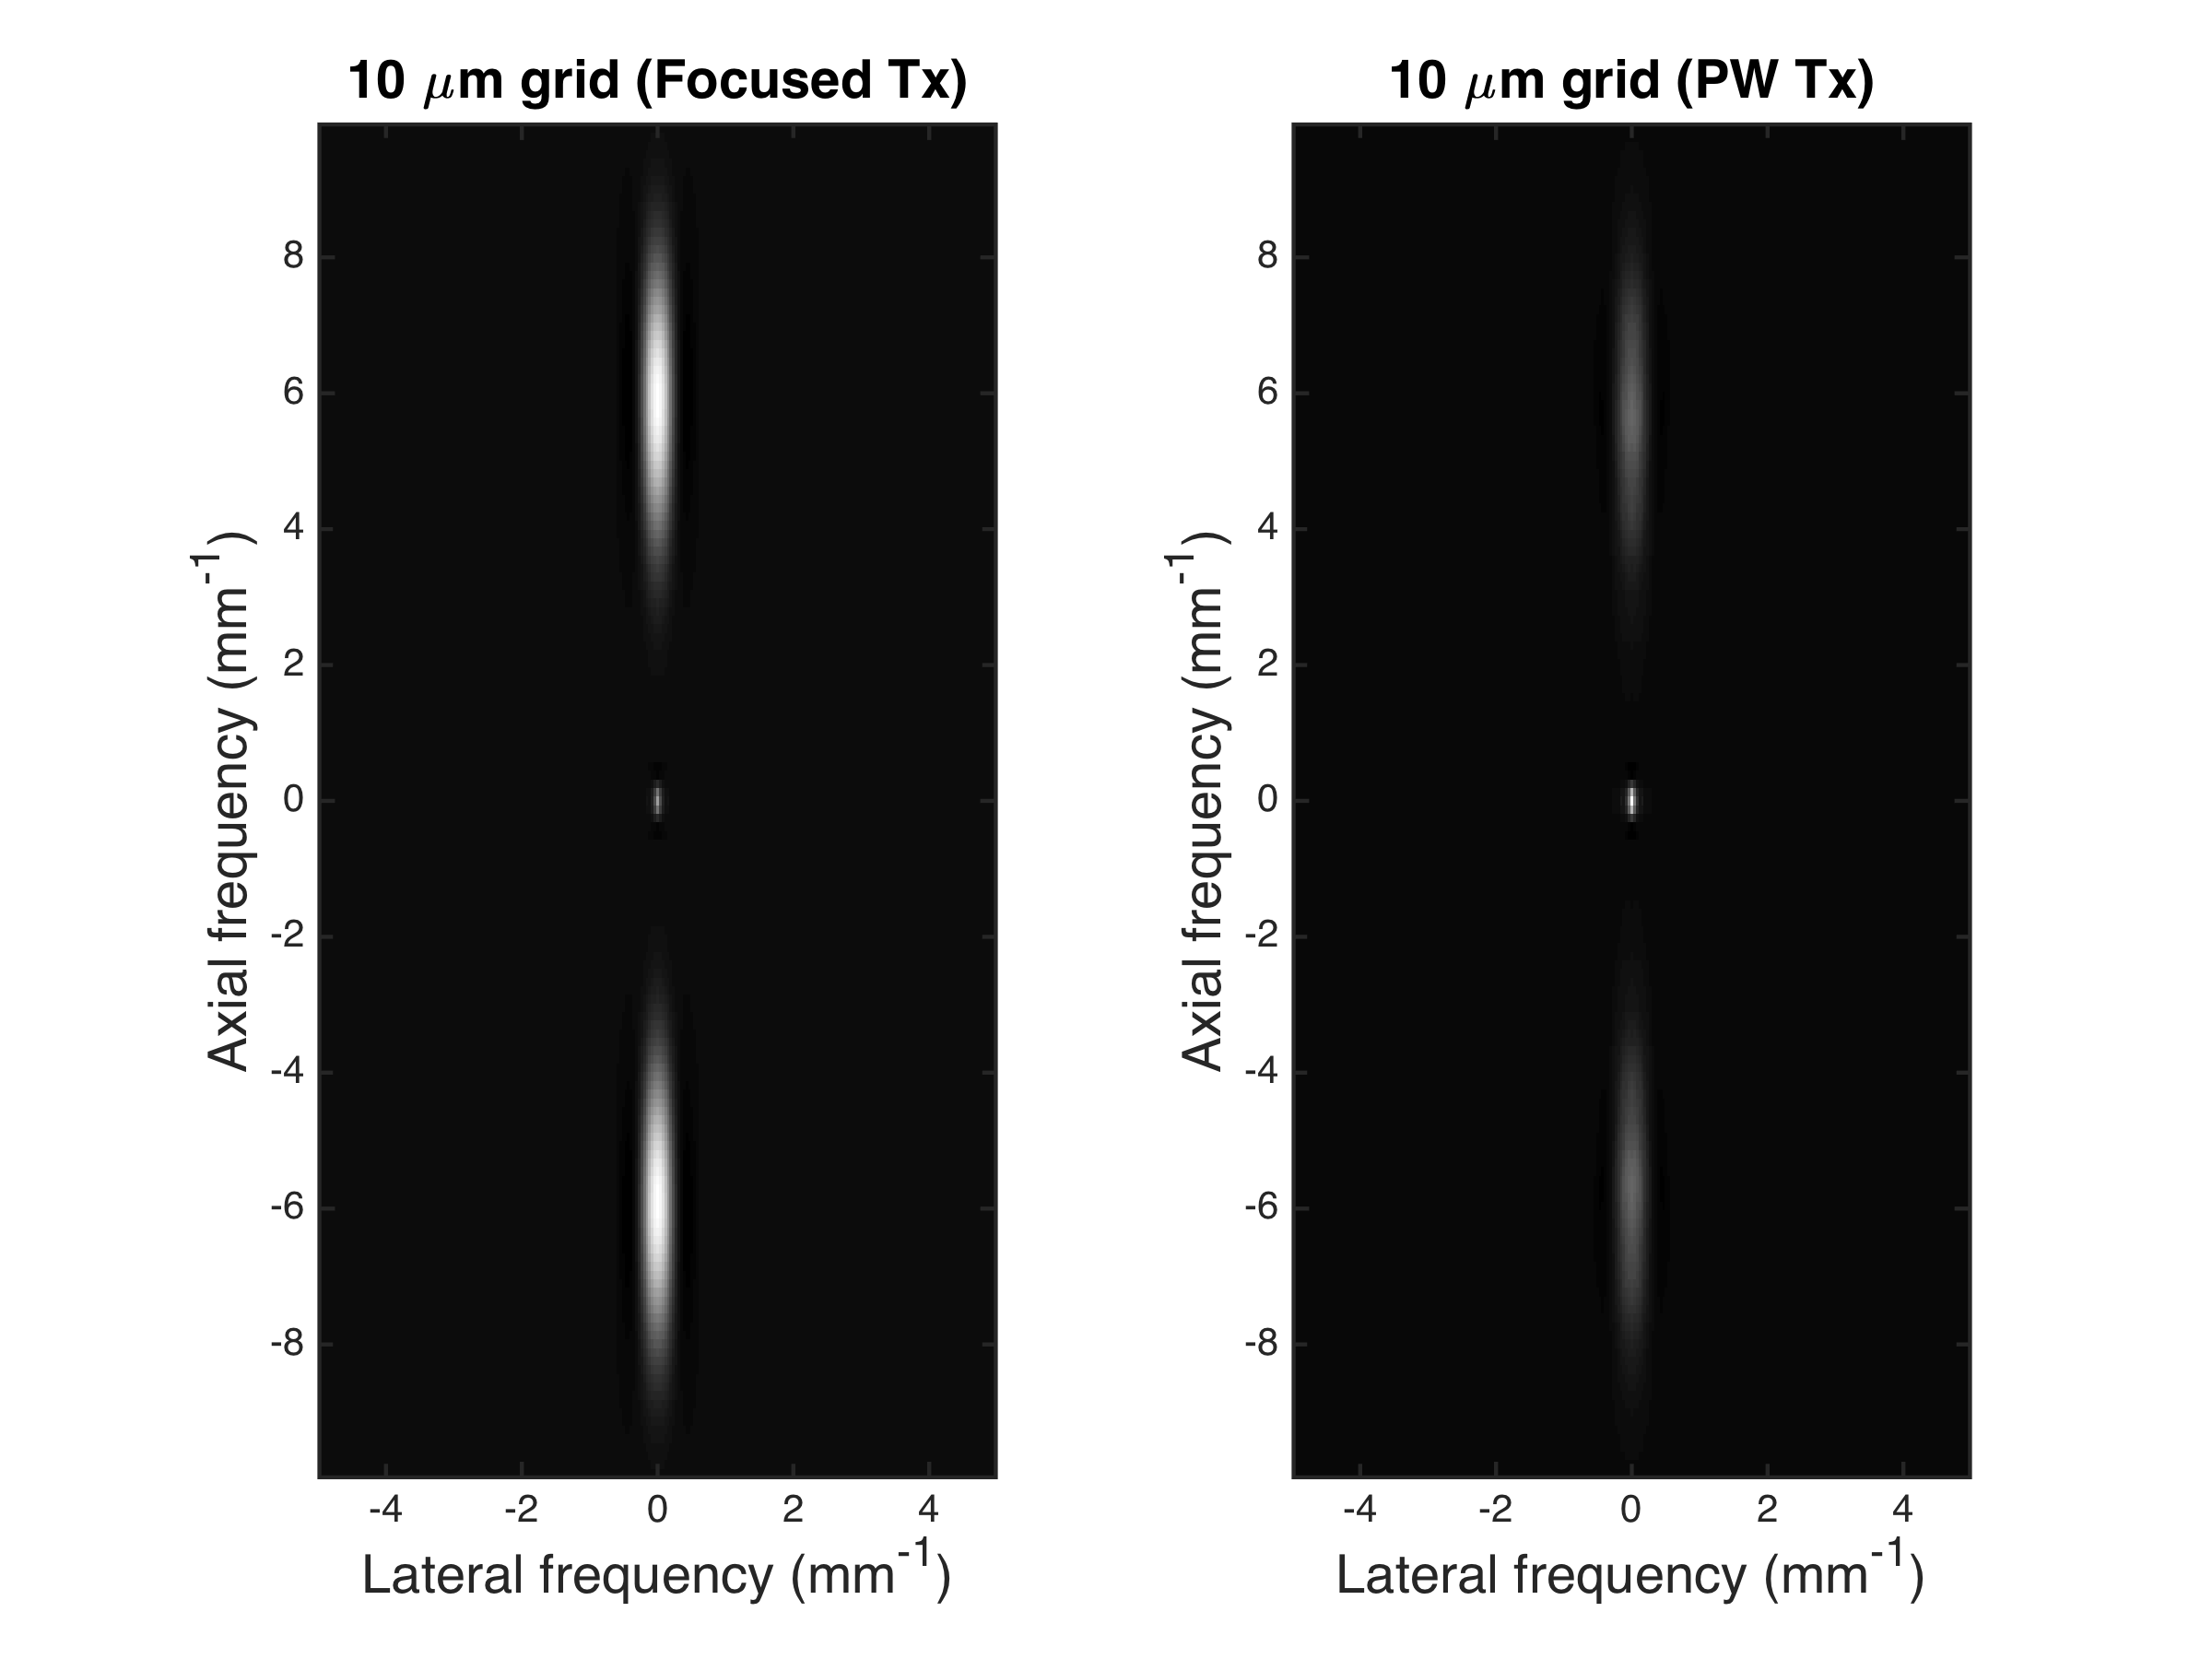 10 μm grid (Focused Tx)
8
6
4
2
0
-2
-4
-6
-8
Axial frequency (mm-1)
-4 -2 0 2 4
Lateral frequency (mm-1)
10 μm grid (PW Tx)
8
6
4
2
0
-2
-4
-6
-8
Axial frequency (mm-1)
-4 -2 0 2 4
Lateral frequency (mm-1)